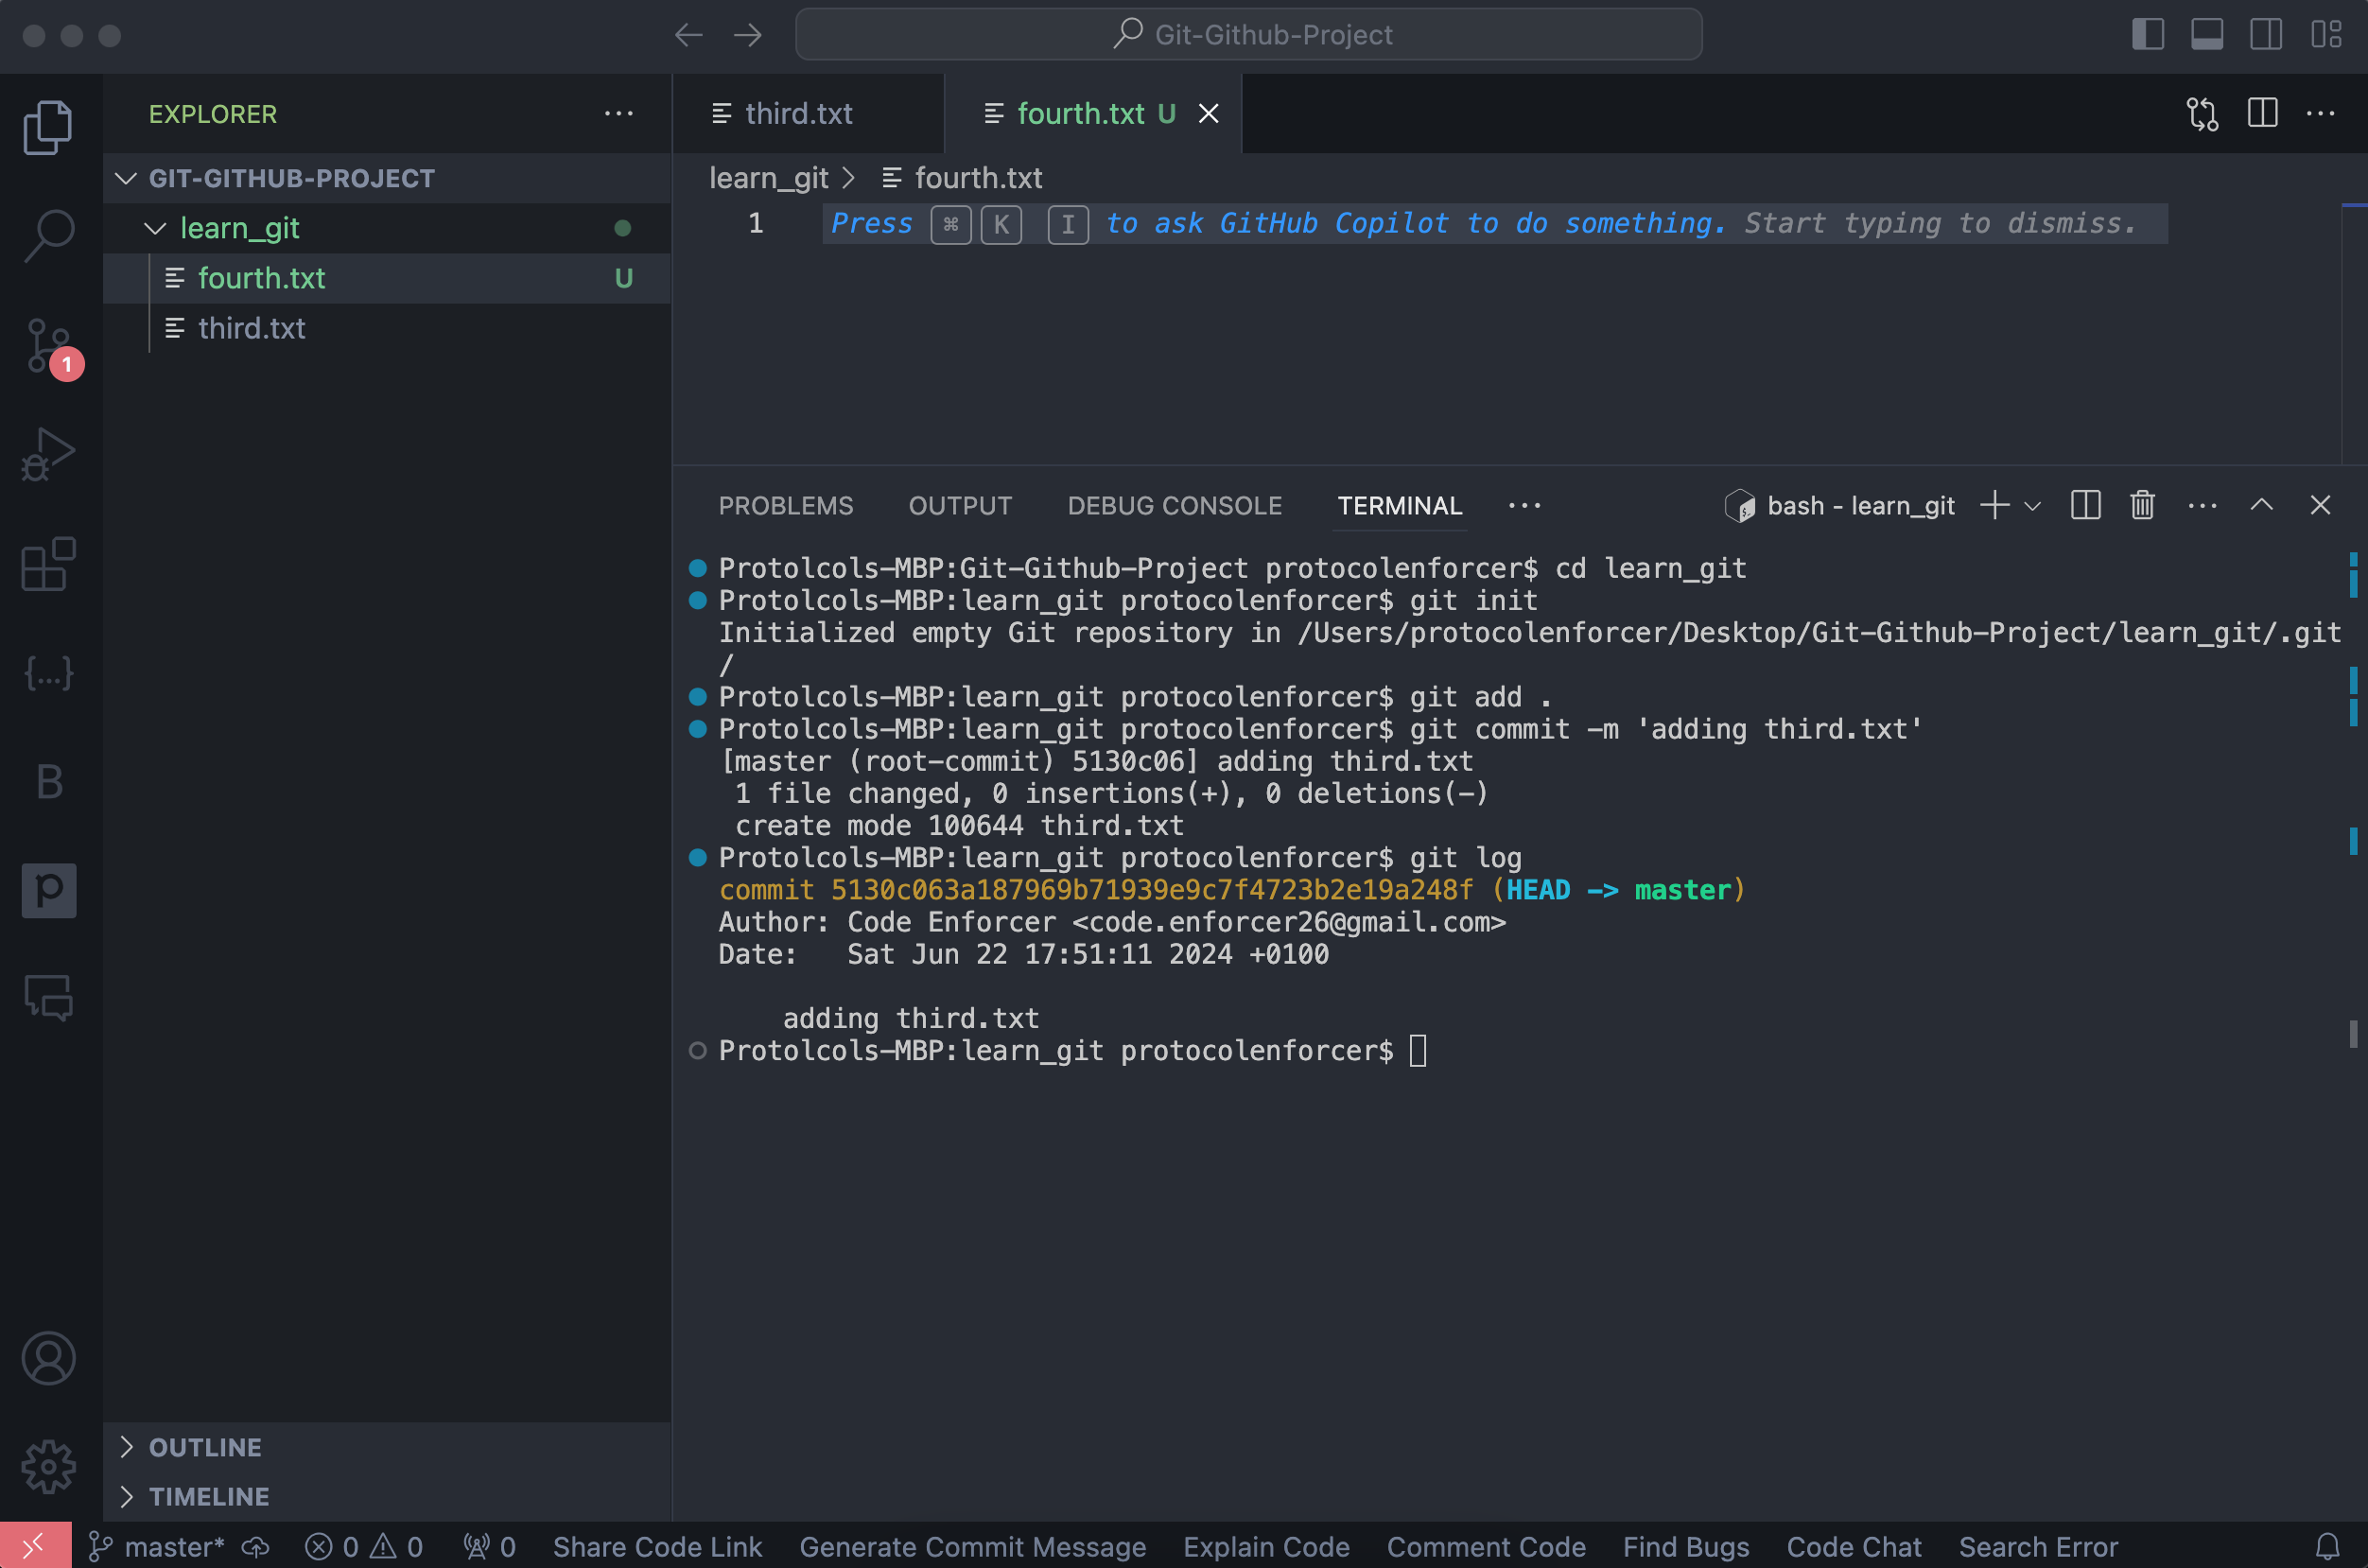 Git-Github-Project
EXPLORER
GIT-GITHUB-PROJECT
learn_git
fourth.txt U
third.txt
1
{...}
B
p
OUTLINE
TIMELINE
third.txt
fourth.txt U
learn_git > fourth.txt
1 Press ⌘ K I to ask GitHub Copilot to do something. Start typing to dismiss.
PROBLEMS OUTPUT DEBUG CONSOLE TERMINAL bash - learn_git
Protolcols-MBP:Git-Github-Project protocolenforcer$ cd learn_git
Protolcols-MBP:learn_git protocolenforcer$ git init
Initialized empty Git repository in /Users/protocolenforcer/Desktop/Git-Github-Project/learn_git/.git
/
Protolcols-MBP:learn_git protocolenforcer$ git add .
Protolcols-MBP:learn_git protocolenforcer$ git commit -m 'adding third.txt'
[master (root-commit) 5130c06] adding third.txt
1 file changed, 0 insertions(+), 0 deletions(-)
create mode 100644 third.txt
Protolcols-MBP:learn_git protocolenforcer$ git log
commit 5130c063a187969b71939e9c7f4723b2e19a248f (HEAD -> master)
Author: Code Enforcer <code.enforcer26@gmail.com>
Date:   Sat Jun 22 17:51:11 2024 +0100
adding third.txt
Protolcols-MBP:learn_git protocolenforcer$
master* 0 0 0 Share Code Link Generate Commit Message Explain Code Comment Code Find Bugs Code Chat Search Error